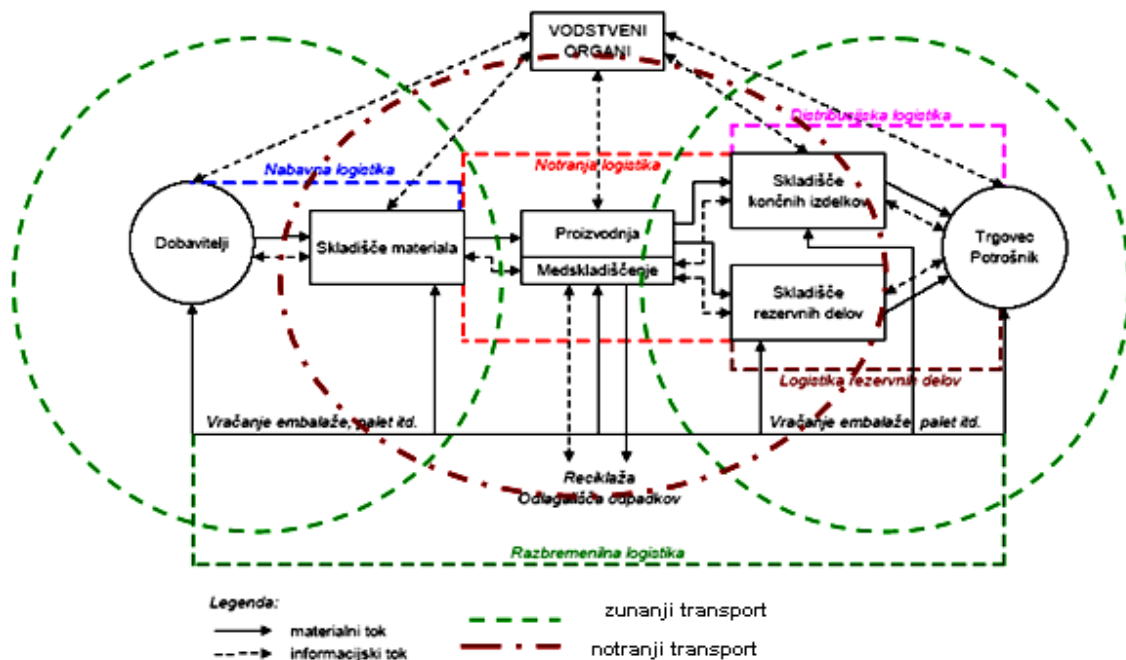 VODSTVENI
ORGANI
Distribucijska logistika
Nabavna logistika
Notranja logistika
Skladišče
končnih izdelkov
Dobavitelji
Skladišče materiala
Proizvodnja
Medskladiščenje
Trgovec
Potrošnik
Skladišče
rezervnih delov
Logistika rezervnih delov
Vračanje embalaže, palet itd.
Vračanje embalaže, palet itd.
Reciklaža
Odlagališča odpadkov
Razbremenilna logistika
Legenda:
materialni tok
informacijski tok
zunanji transport
notranji transport